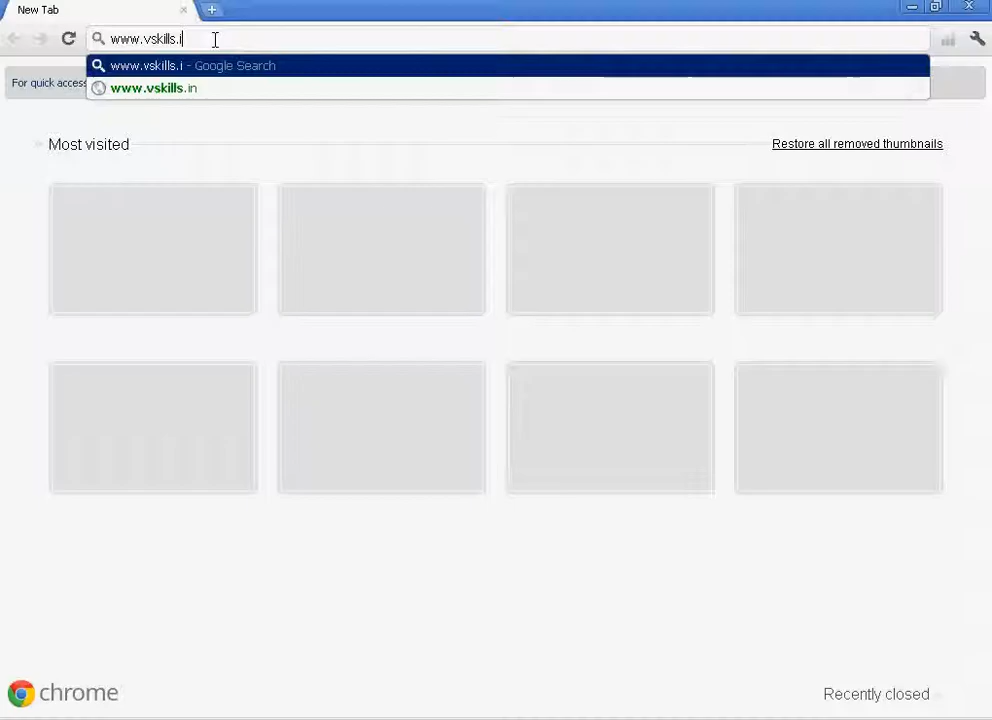 New Tab
www.vskills.i
www.vskills.i - Google Search
For quick access
www.vskills.in
Most visited
Restore all removed thumbnails
chrome
Recently closed